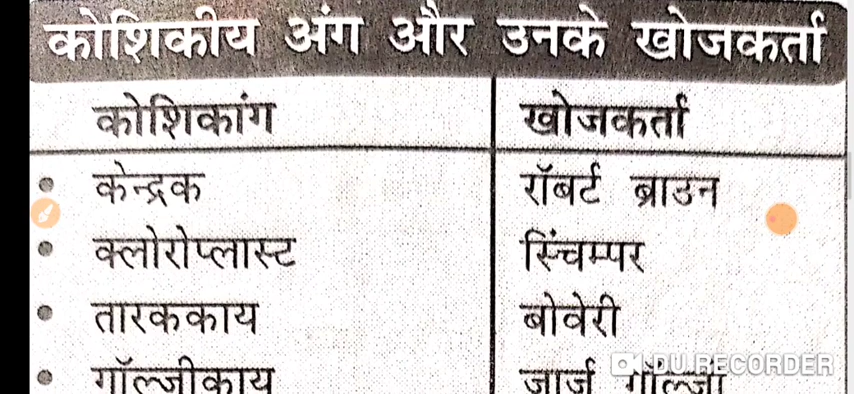 कोशिकीय अंग और उनके खोजकर्ता
कोशिकांग खोजकर्ता
• केन्द्रक रॉबर्ट ब्राउन
• क्लोरोप्लास्ट स्चिंम्पर
• तारककाय बोवेरी
• गॉल्जीकाय जार्ज गॉल्जी
DU RECORDER